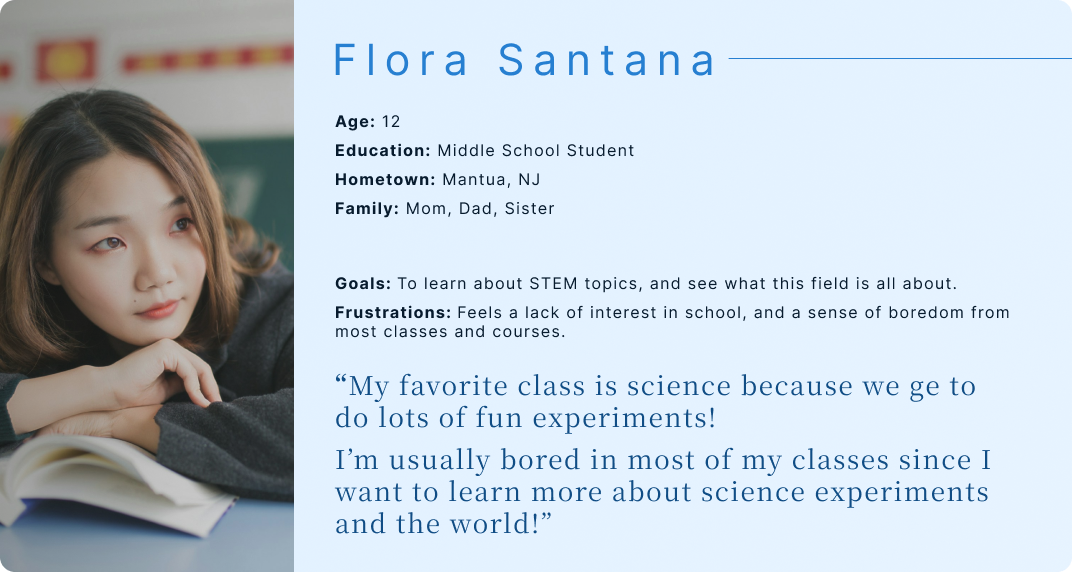 Flora Santana
Age: 12
Education: Middle School Student
Hometown: Mantua, NJ
Family: Mom, Dad, Sister
Goals: To learn about STEM topics, and see what this field is all about.
Frustrations: Feels a lack of interest in school, and a sense of boredom from
most classes and courses.
“My favorite class is science because we ge to
do lots of fun experiments!
I’m usually bored in most of my classes since I
want to learn more about science experiments
and the world!”